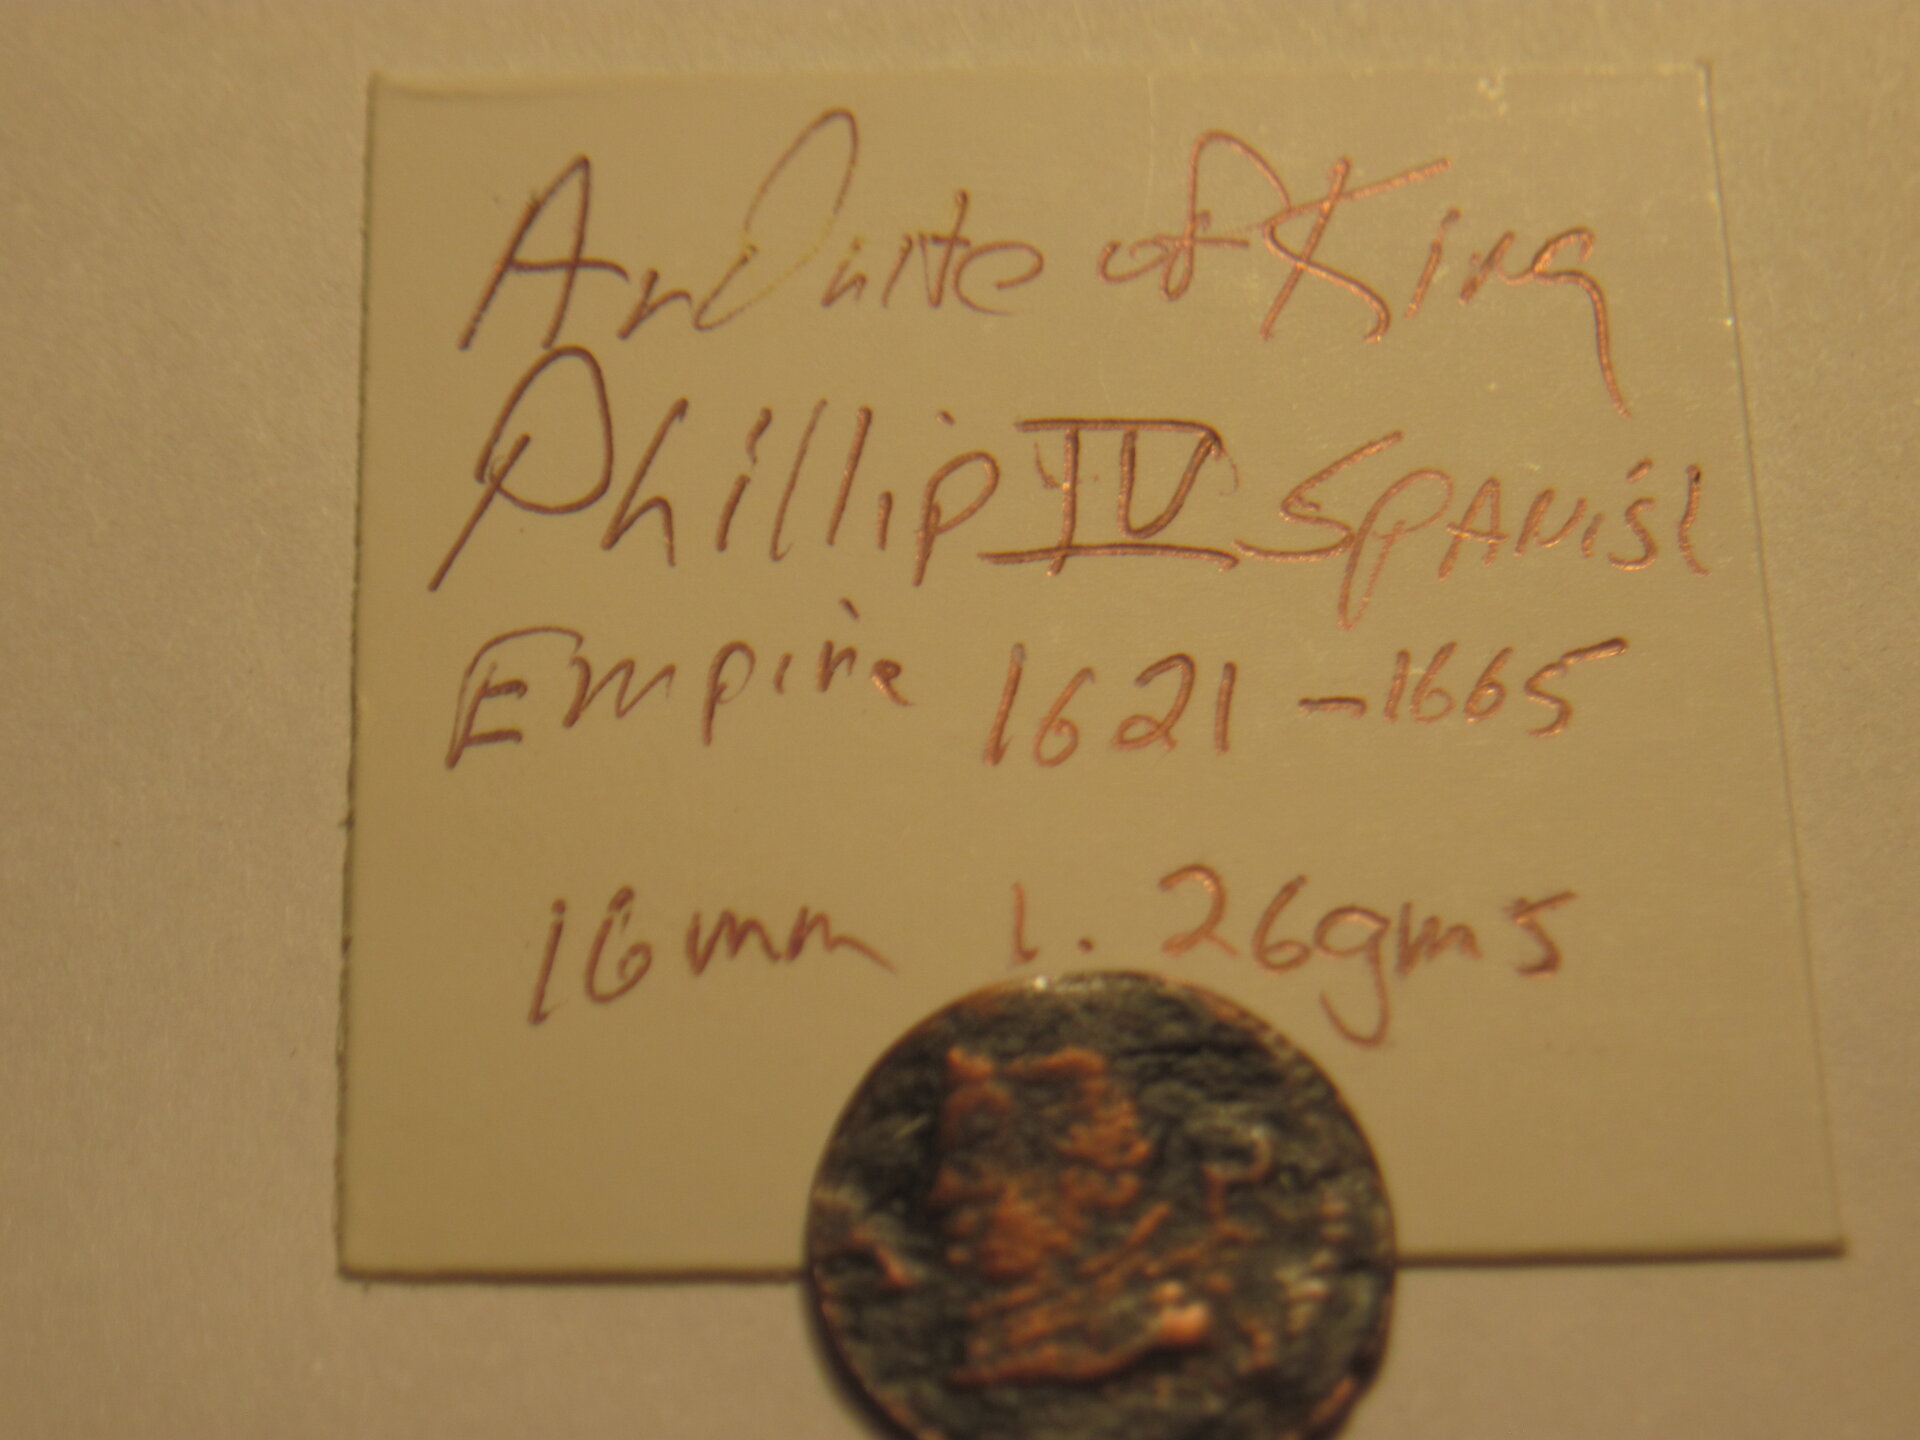 Ardite of King
Phillip IV Spanish
Empire 1621-1665
16mm 1.26gms